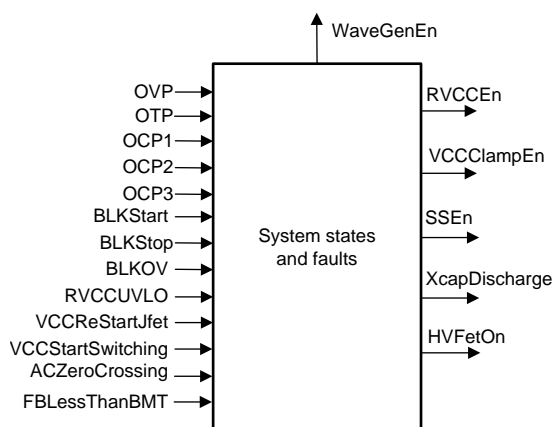 WaveGenEn
OVP
OTP
OCP1
OCP2
OCP3
BLKStart
BLKStop
BLKOV
RVCCUVLO
VCCReStartJfet
VCCStartSwitching
ACZeroCrossing
FBLessThanBMT
System states
and faults
RVCCEn
VCCClampEn
SSEn
XcapDischarge
HVFetOn